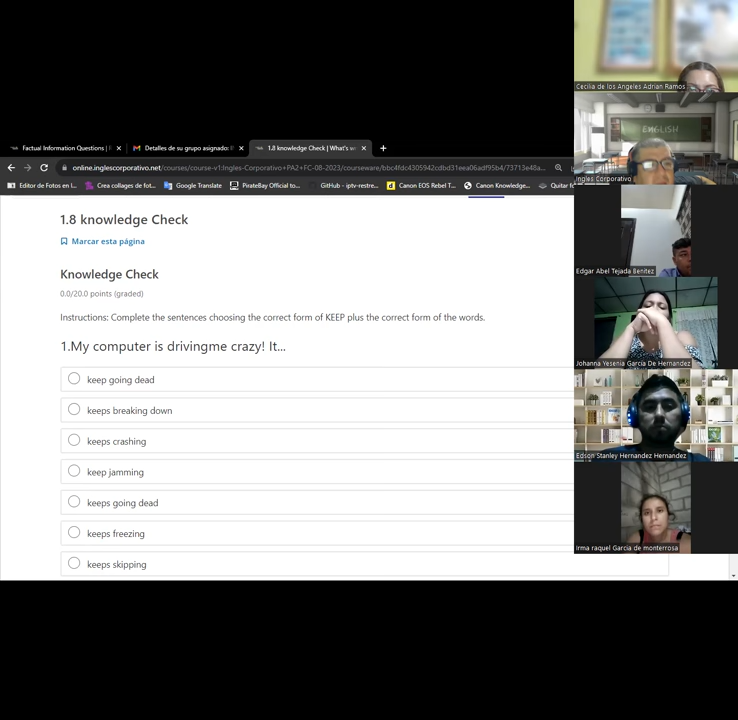 Cecilia de los Angeles Adrian Ramos
ENGLISH
Ingles Corporativo
Edgar Abel Tejada Benitez
Johanna Yesenia Garcia De Hernandez
Edson Stanley Hernandez Hernandez
Irma raquel Garcia de monterrosa
Factual Information Questions |
Detalles de su grupo asignado:
1.8 knowledge Check | What's
online.inglescorporativo.net/courses/course-v1:Ingles-Corporativo+PA2+FC-08-2023/courseware/
Editor de Fotos en l...
Crea collages de fot...
Google Translate
PirateBay Official to...
GitHub - iptv-restre...
Canon EOS Rebel T...
Canon Knowledge...
Quitar
1.8 knowledge Check
Marcar esta página
Knowledge Check
0.0/20.0 points (graded)
Instructions: Complete the sentences choosing the correct form of KEEP plus the correct form of the words.
1.My computer is drivingme crazy! It...
keep going dead
keeps breaking down
keeps crashing
keep jamming
keeps going dead
keeps freezing
keeps skipping